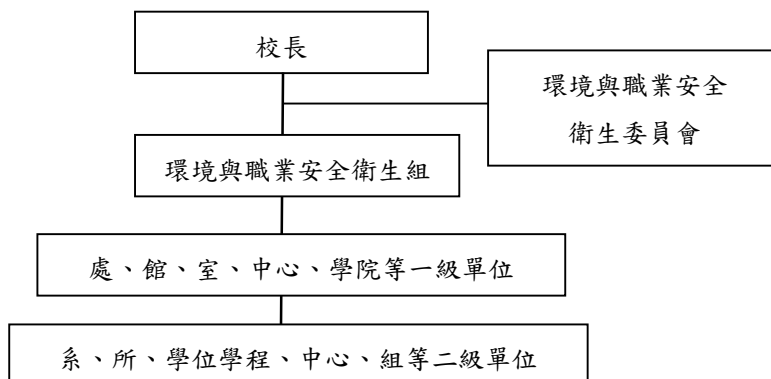 校長
環境與職業安全
衛生委員會
環境與職業安全衛生組
處、館、室、中心、學院等一級單位
系、所、學位學程、中心、組等二級單位